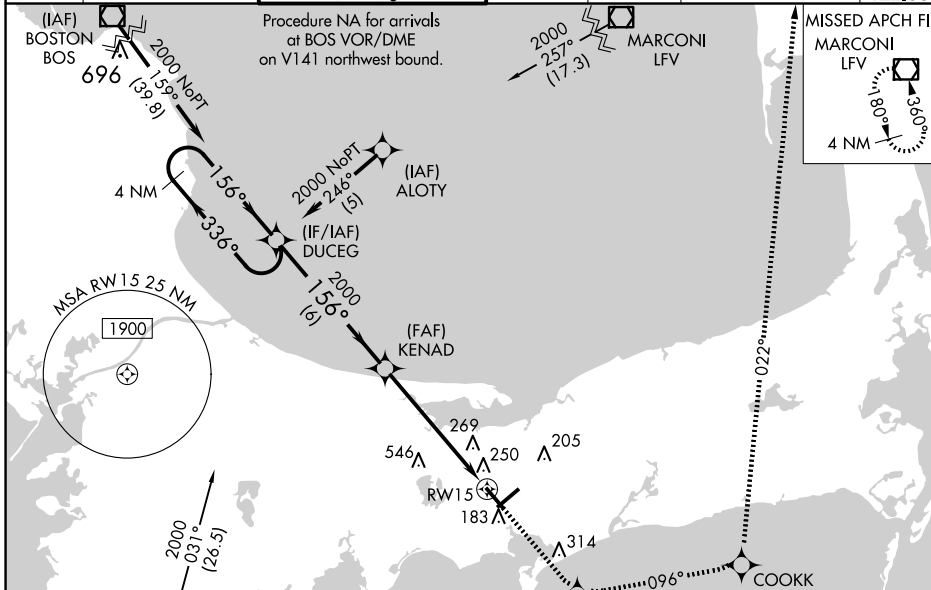 (IAF)
BOSTON
BOS
696
2000 NoPT
159°
(39.8)
Procedure NA for arrivals
at BOS VOR/DME
on V141 northwest bound.
2000
257°
(17.3)
MARCONI
LFV
MISSED APCH FI
MARCONI
LFV
180°
360°
4 NM
4 NM
156°
336°
2000 NoPT
246°
(5)
(IAF)
ALOTY
(IF/IAF)
DUCEG
2000
156°
(6)
MSA RW15 25 NM
1900
(FAF)
KENAD
022°
269
546
250
205
RW15
183
314
2000
031°
(26.5)
096°
COOKK